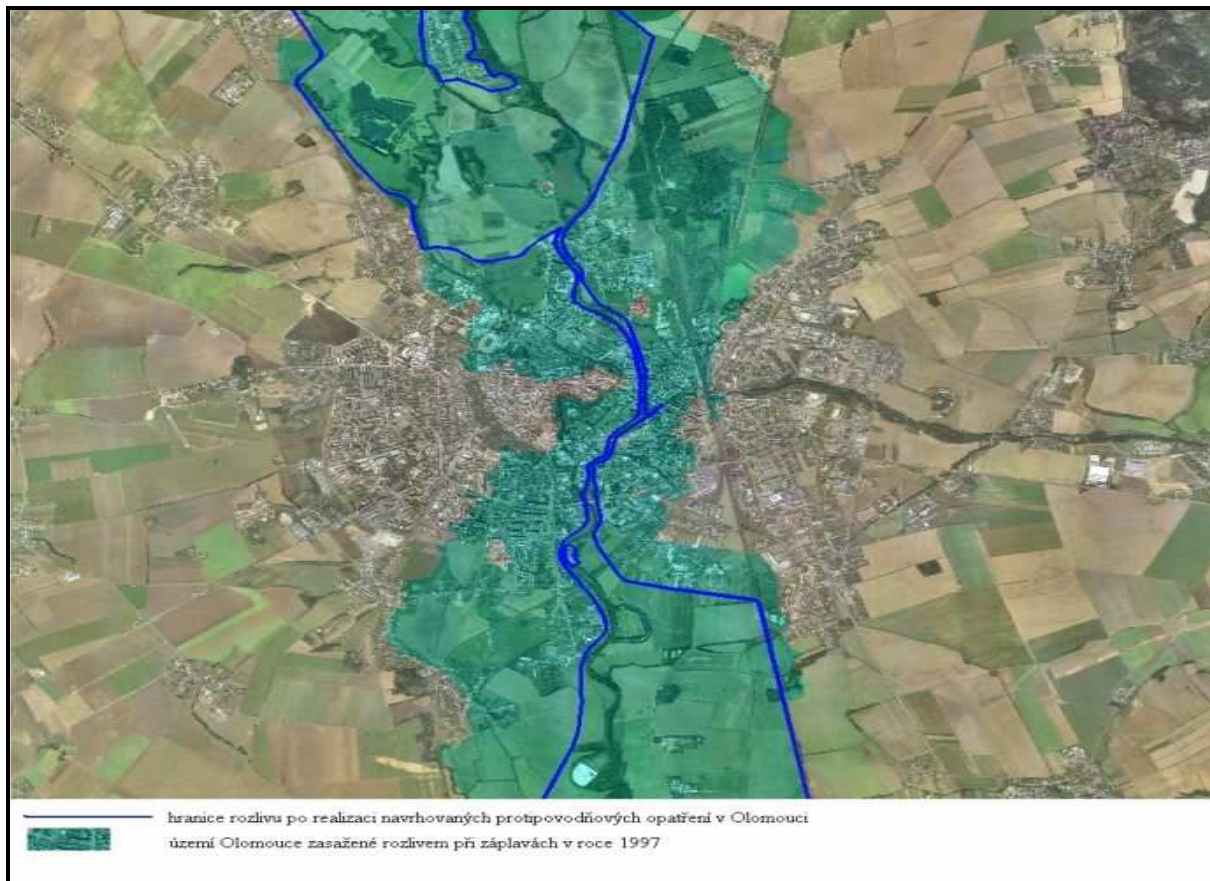 hranice rozlivu po realizaci navrhovaných protipovodňových opatření v Olomouci
území Olomouce zasažené rozlivem při záplavách v roce 1997